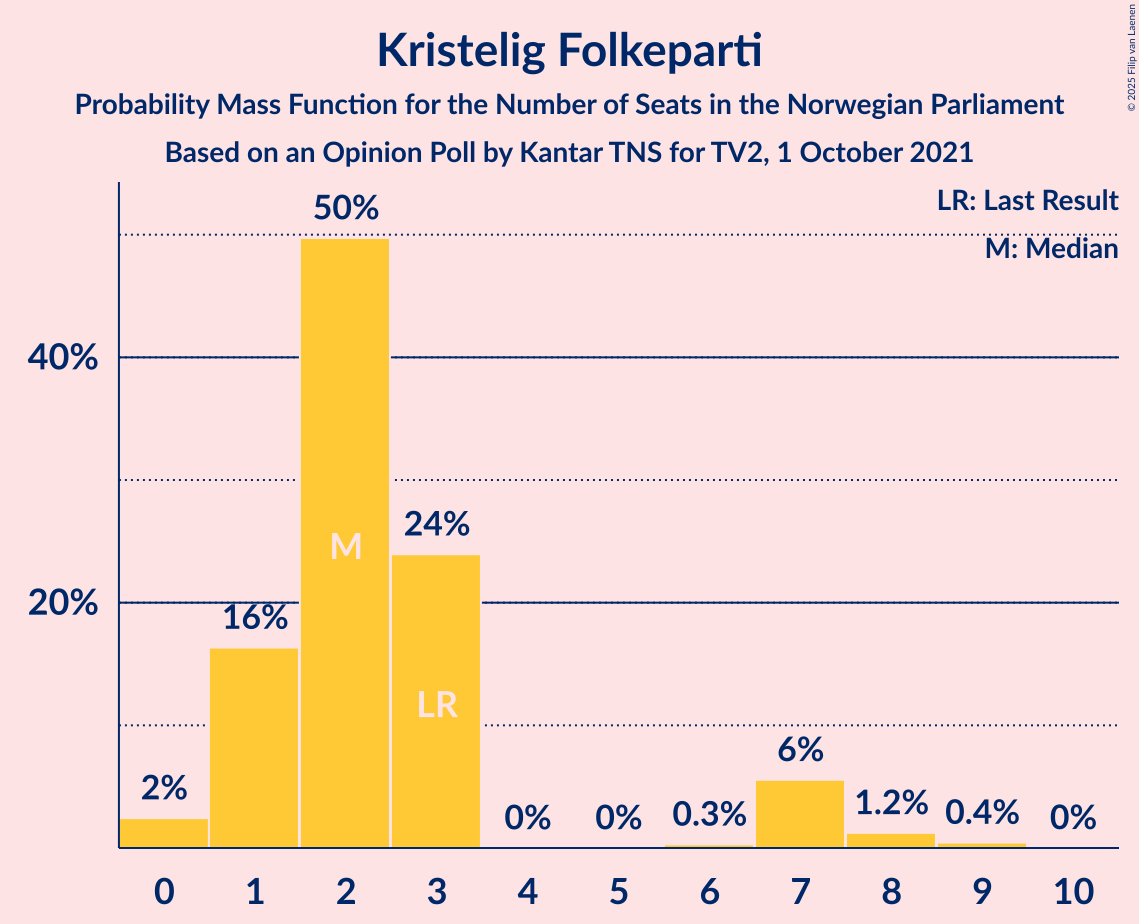 Kristelig Folkeparti
Probability Mass Function for the Number of Seats in the Norwegian Parliament
Based on an Opinion Poll by Kantar TNS for TV2, 1 October 2021
© 2025 Filip van Laenen
LR: Last Result
M: Median
50%
40%
24%
M
20%
16%
LR
6%
2%
1.2%
0.4%
0.3%
0%
0%
0%
0 1 2 3 4 5 6 7 8 9 10